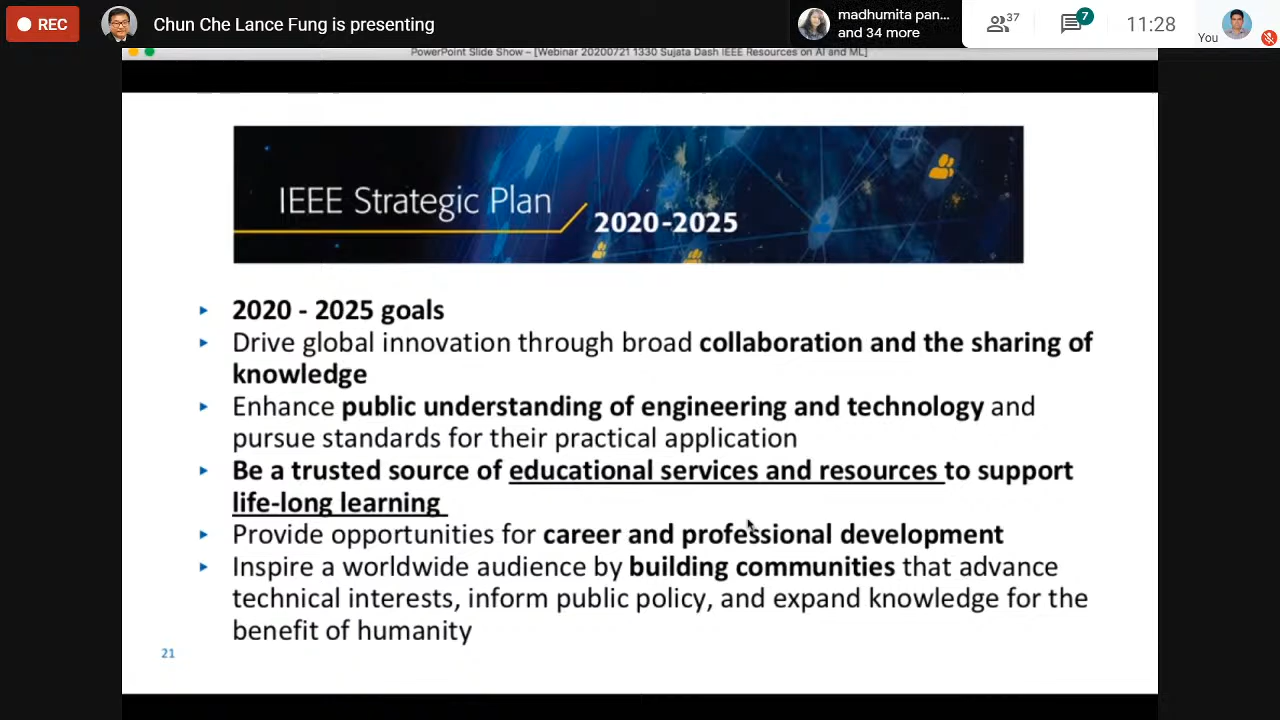 REC
Chun Che Lance Fung is presenting
madhumita pan...
and 34 more
37
7
11:28
You
PowerPoint Slide Show – [Webinar 20200721 1330 Sujata Dash IEEE Resources on AI and ML]
IEEE Strategic Plan
2020-2025
2020 - 2025 goals
Drive global innovation through broad collaboration and the sharing of
knowledge
Enhance public understanding of engineering and technology and
pursue standards for their practical application
Be a trusted source of educational services and resources to support
life-long learning
Provide opportunities for career and professional development
Inspire a worldwide audience by building communities that advance
technical interests, inform public policy, and expand knowledge for the
benefit of humanity
21